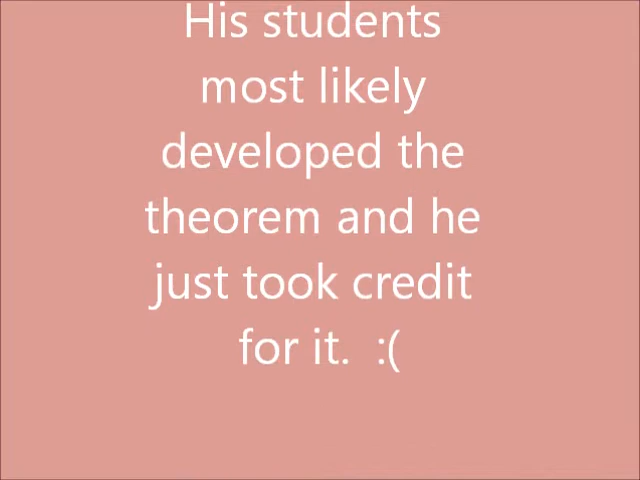 His students
most likely
developed the
theorem and he
just took credit
for it.  :(